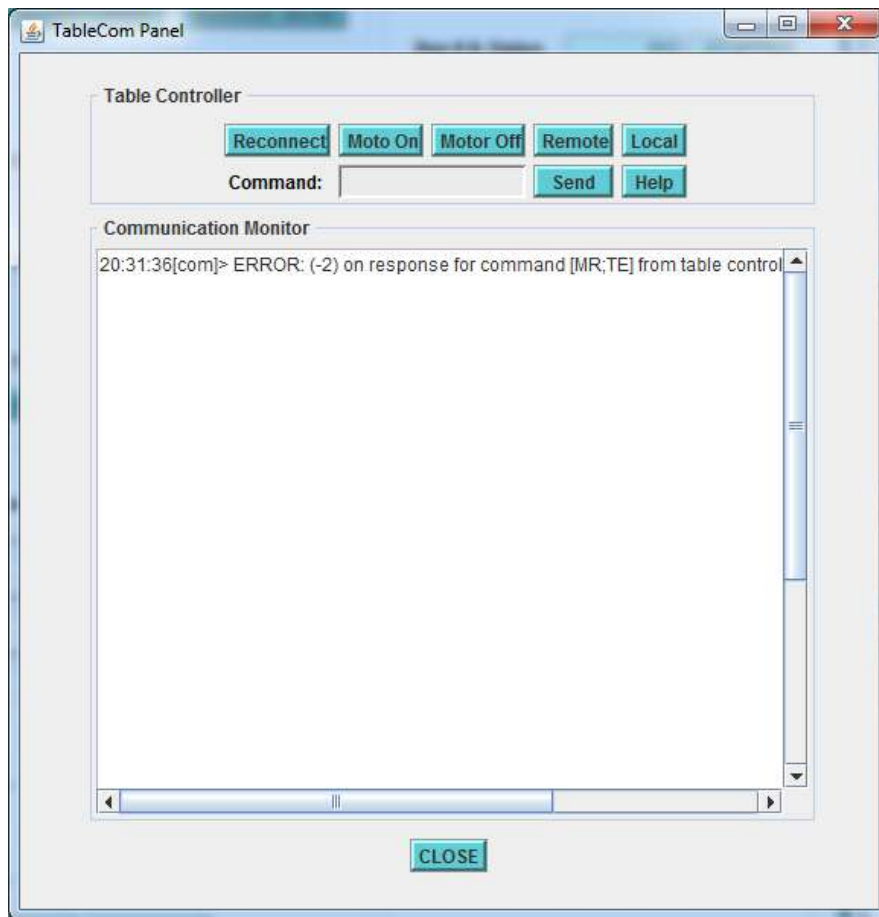 TableCom Panel
Table Controller
Reconnect Moto On Motor Off Remote Local
Command: Send Help
Communication Monitor
20:31:36[com]> ERROR: (-2) on response for command [MR;TE] from table control
CLOSE